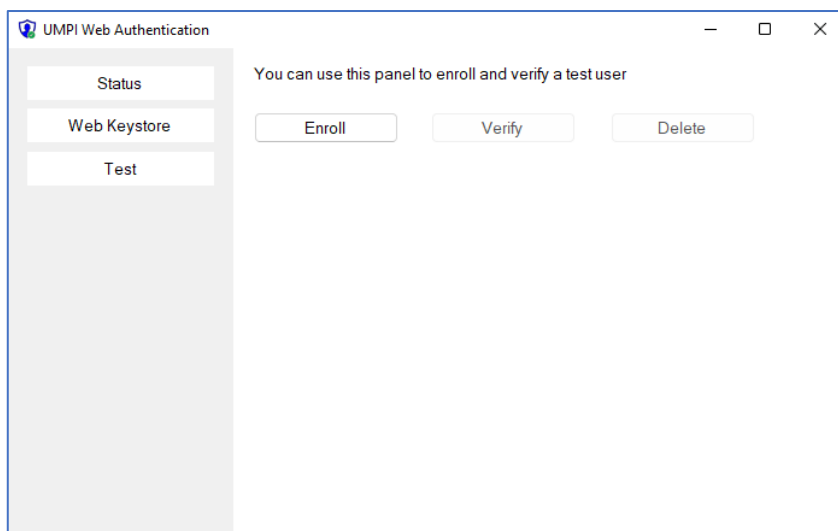 UMPI Web Authentication
Status
Web Keystore
Test
You can use this panel to enroll and verify a test user
Enroll Verify Delete